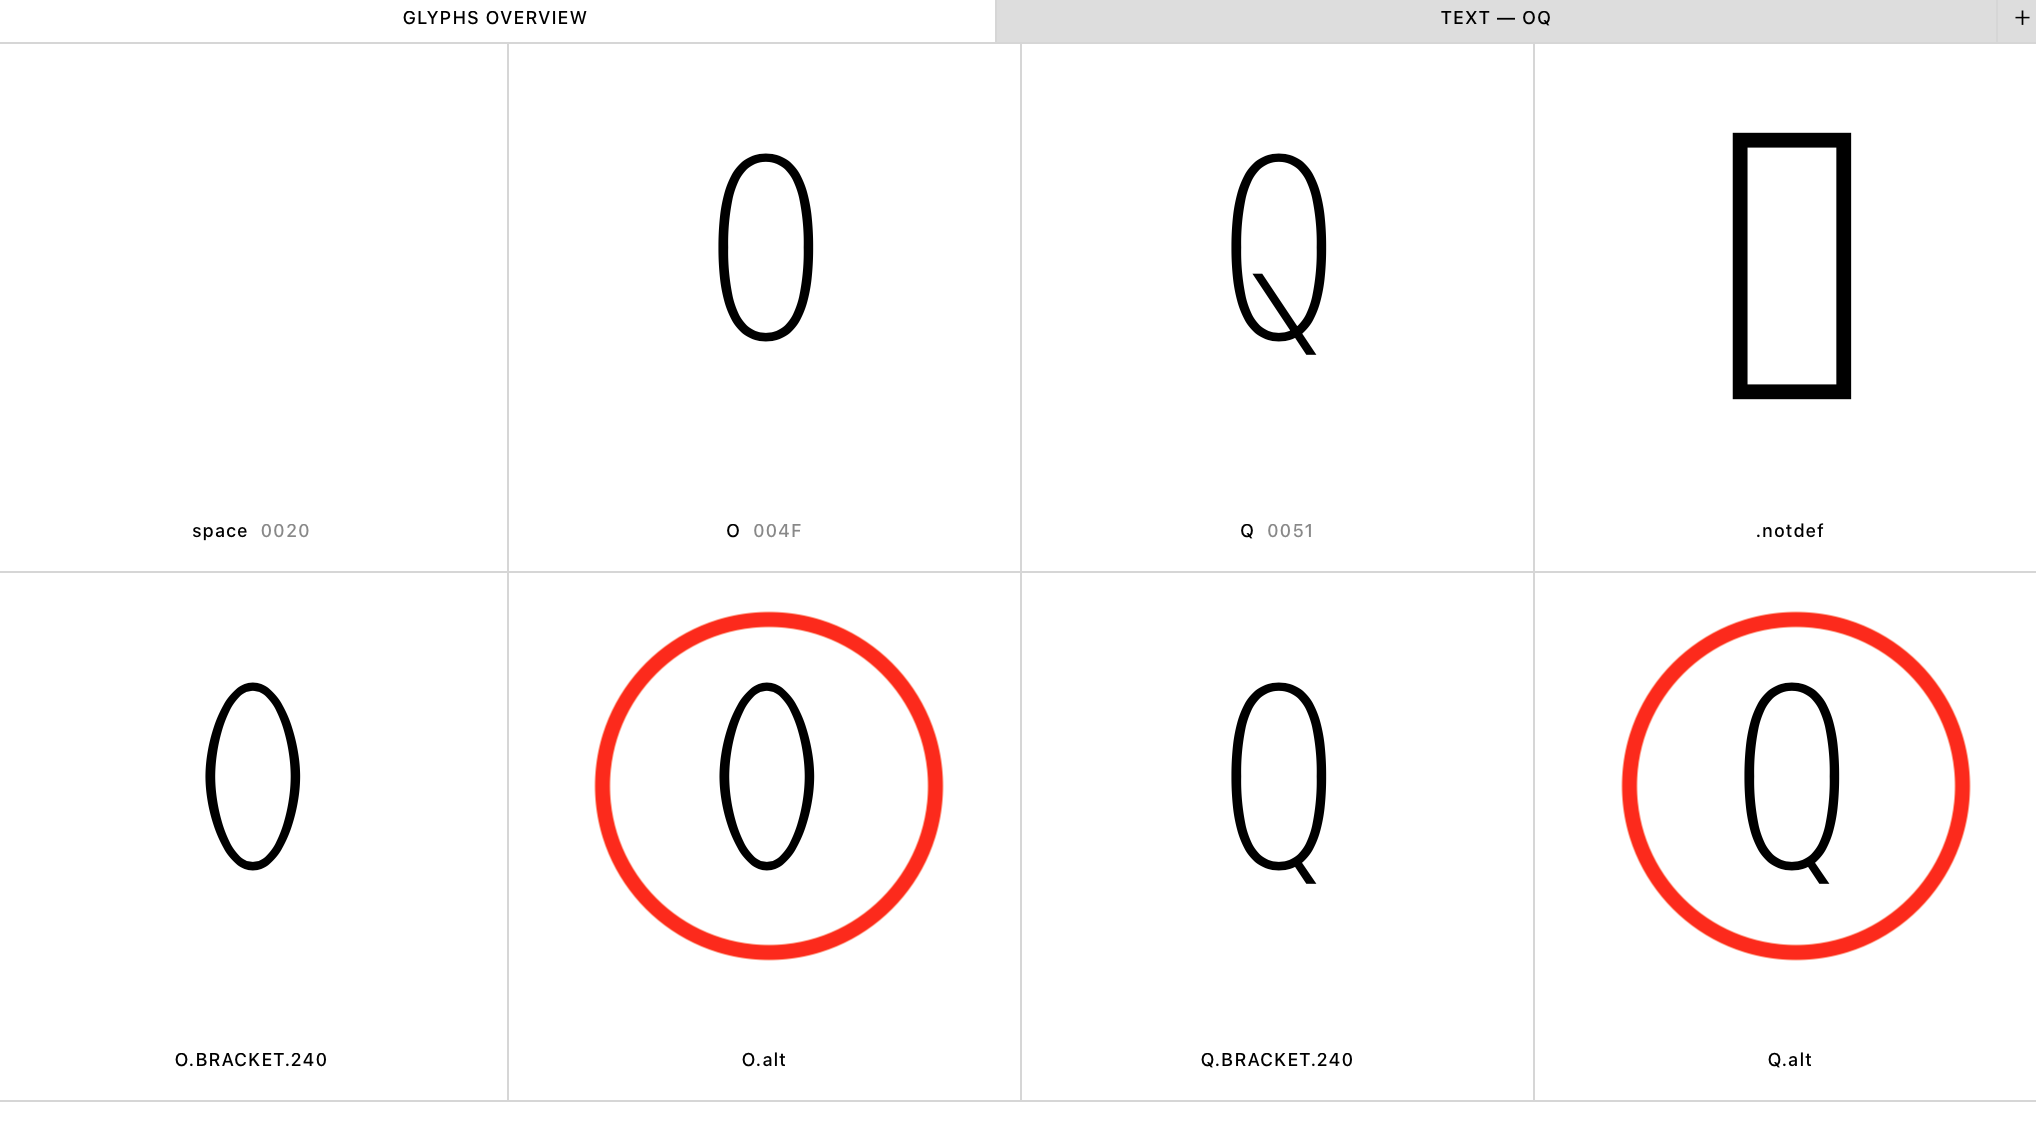 GLYPHS OVERVIEW
TEXT — OQ
+
O
Q
space 0020
O 004F
Q 0051
.notdef
O
O
Q
Q
O.BRACKET.240
O.alt
Q.BRACKET.240
Q.alt